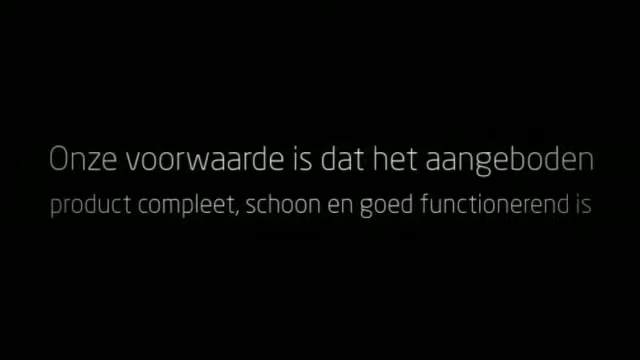 Onze voorwaarde is dat het aangeboden
product compleet, schoon en goed functionerend is